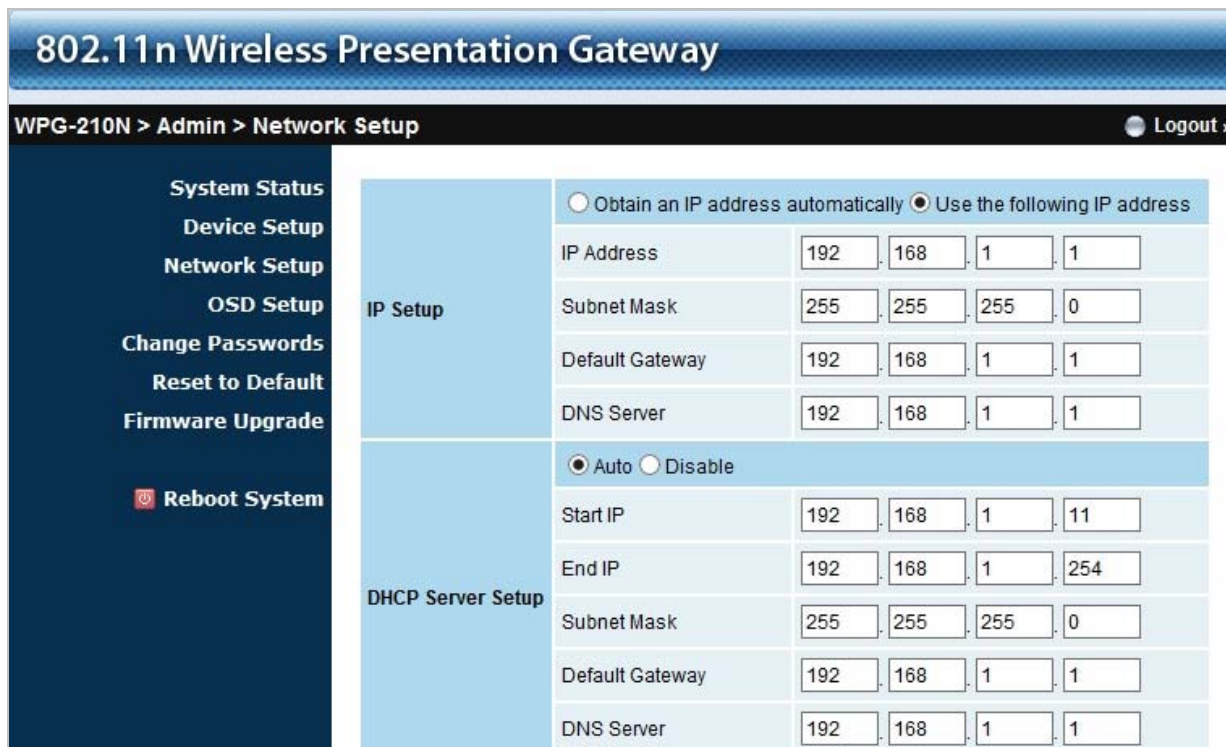 802.11n Wireless Presentation Gateway
WPG-210N > Admin > Network Setup
Logout
System Status
Device Setup
Network Setup
OSD Setup
Change Passwords
Reset to Default
Firmware Upgrade
Reboot System
IP Setup
Obtain an IP address automatically Use the following IP address
IP Address 192 . 168 . 1 . 1
Subnet Mask 255 . 255 . 255 . 0
Default Gateway 192 . 168 . 1 . 1
DNS Server 192 . 168 . 1 . 1
DHCP Server Setup
Auto Disable
Start IP 192 . 168 . 1 . 11
End IP 192 . 168 . 1 . 254
Subnet Mask 255 . 255 . 255 . 0
Default Gateway 192 . 168 . 1 . 1
DNS Server 192 . 168 . 1 . 1